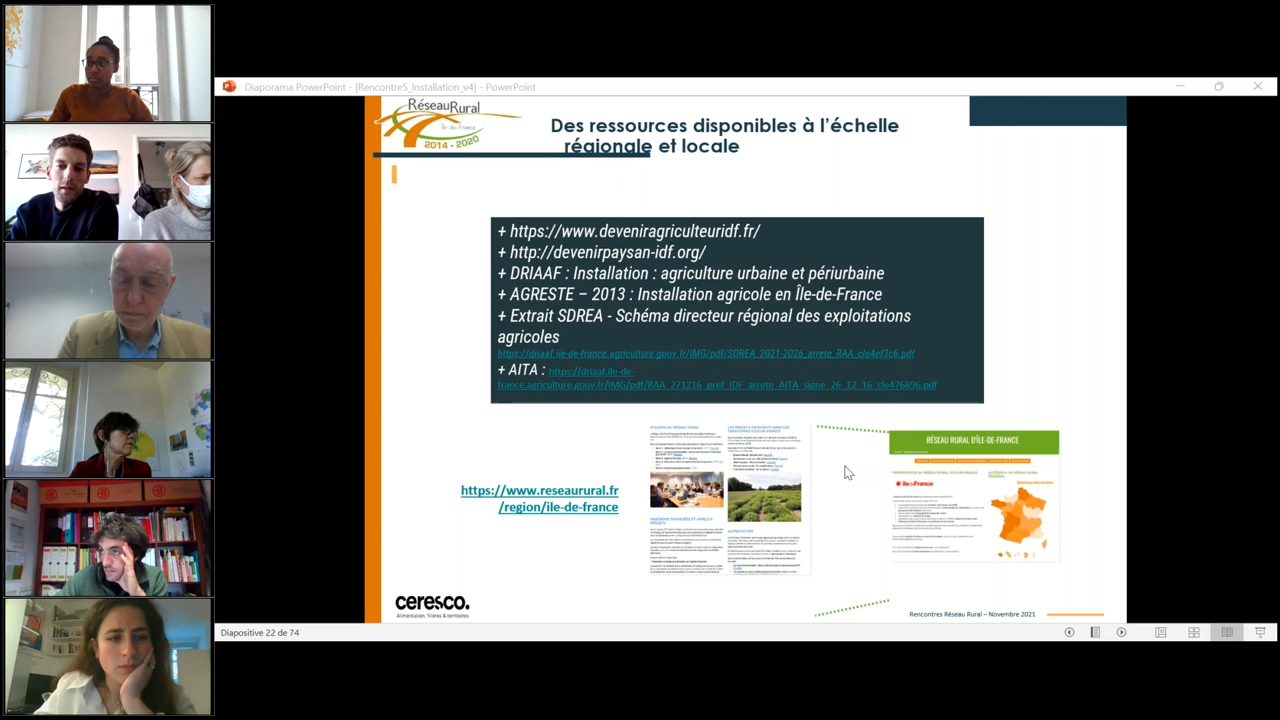 Diaporama PowerPoint - [Rencontre5_Installation_v4] - PowerPoint
RéseauRural
Île-de-France
2014 - 2020
Des ressources disponibles à l'échelle
régionale et locale
+ https://www.deveniragriculteuridf.fr/
+ http://devenirpaysan-idf.org/
+ DRIAAF : Installation : agriculture urbaine et périurbaine
+ AGRESTE – 2013 : Installation agricole en Île-de-France
+ Extrait SDREA - Schéma directeur régional des exploitations
agricoles
https://driaaf.ile-de-france.agriculture.gouv.fr/IMG/pdf/SDREA_2021-2026_arrete_RAA_cle4ef3c6.pdf
+ AITA : https://driaaf.ile-de-
france.agriculture.gouv.fr/IMG/pdf/RAA_271216_pref_IDF_arrete_AITA_signe_26_12_16_cle476896.pdf
https://www.reseaurural.fr
/region/ile-de-france
RÉSEAU RURAL D'ÎLE-DE-FRANCE
île de France
ALIMENTATION
ceresco.
Alimentation, filières & territoires
Rencontres Réseau Rural – Novembre 2021
Diapositive 22 de 74